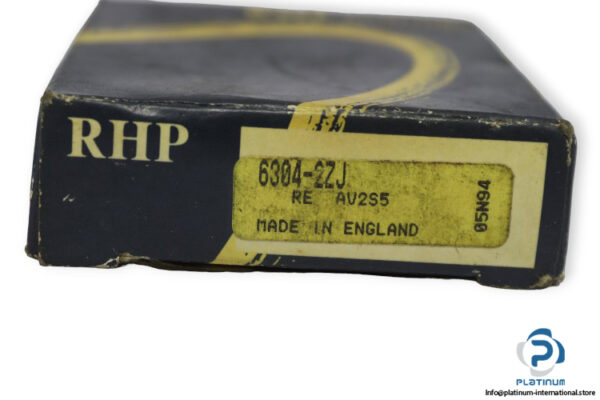 RHP
6304-2ZJ
RE AV2S5
MADE IN ENGLAND
05N94
PLATINUM
Info@platinum-international.store